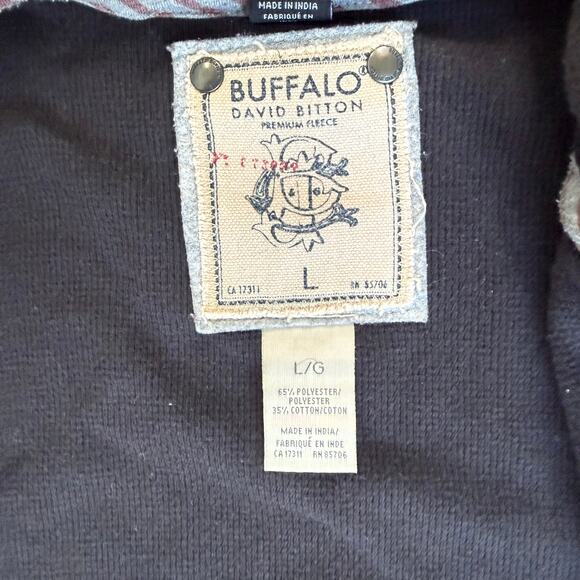 MADE IN INDIA
FABRIQUÉ EN
BUFFALO®
DAVID BITTON
PREMIUM FLEECE
& G
L
CA 17311 RN 85706
L/G
65% POLYESTER/
POLYESTER
35% COTTON/COTON
MADE IN INDIA/
FABRIQUÉ EN INDE
CA 17311 RN 85706